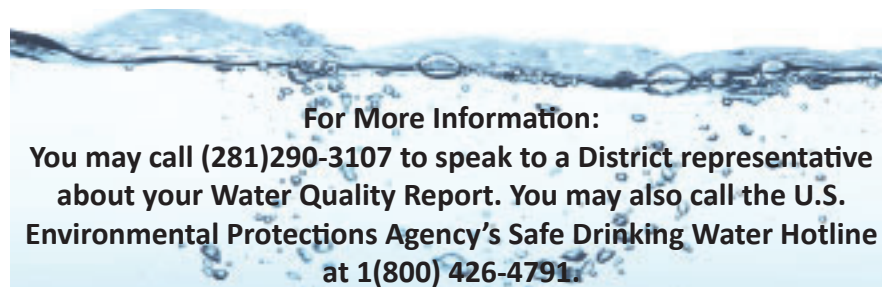 For More Information:
You may call (281)290-3107 to speak to a District representative
about your Water Quality Report. You may also call the U.S.
Environmental Protections Agency’s Safe Drinking Water Hotline
at 1(800) 426-4791.